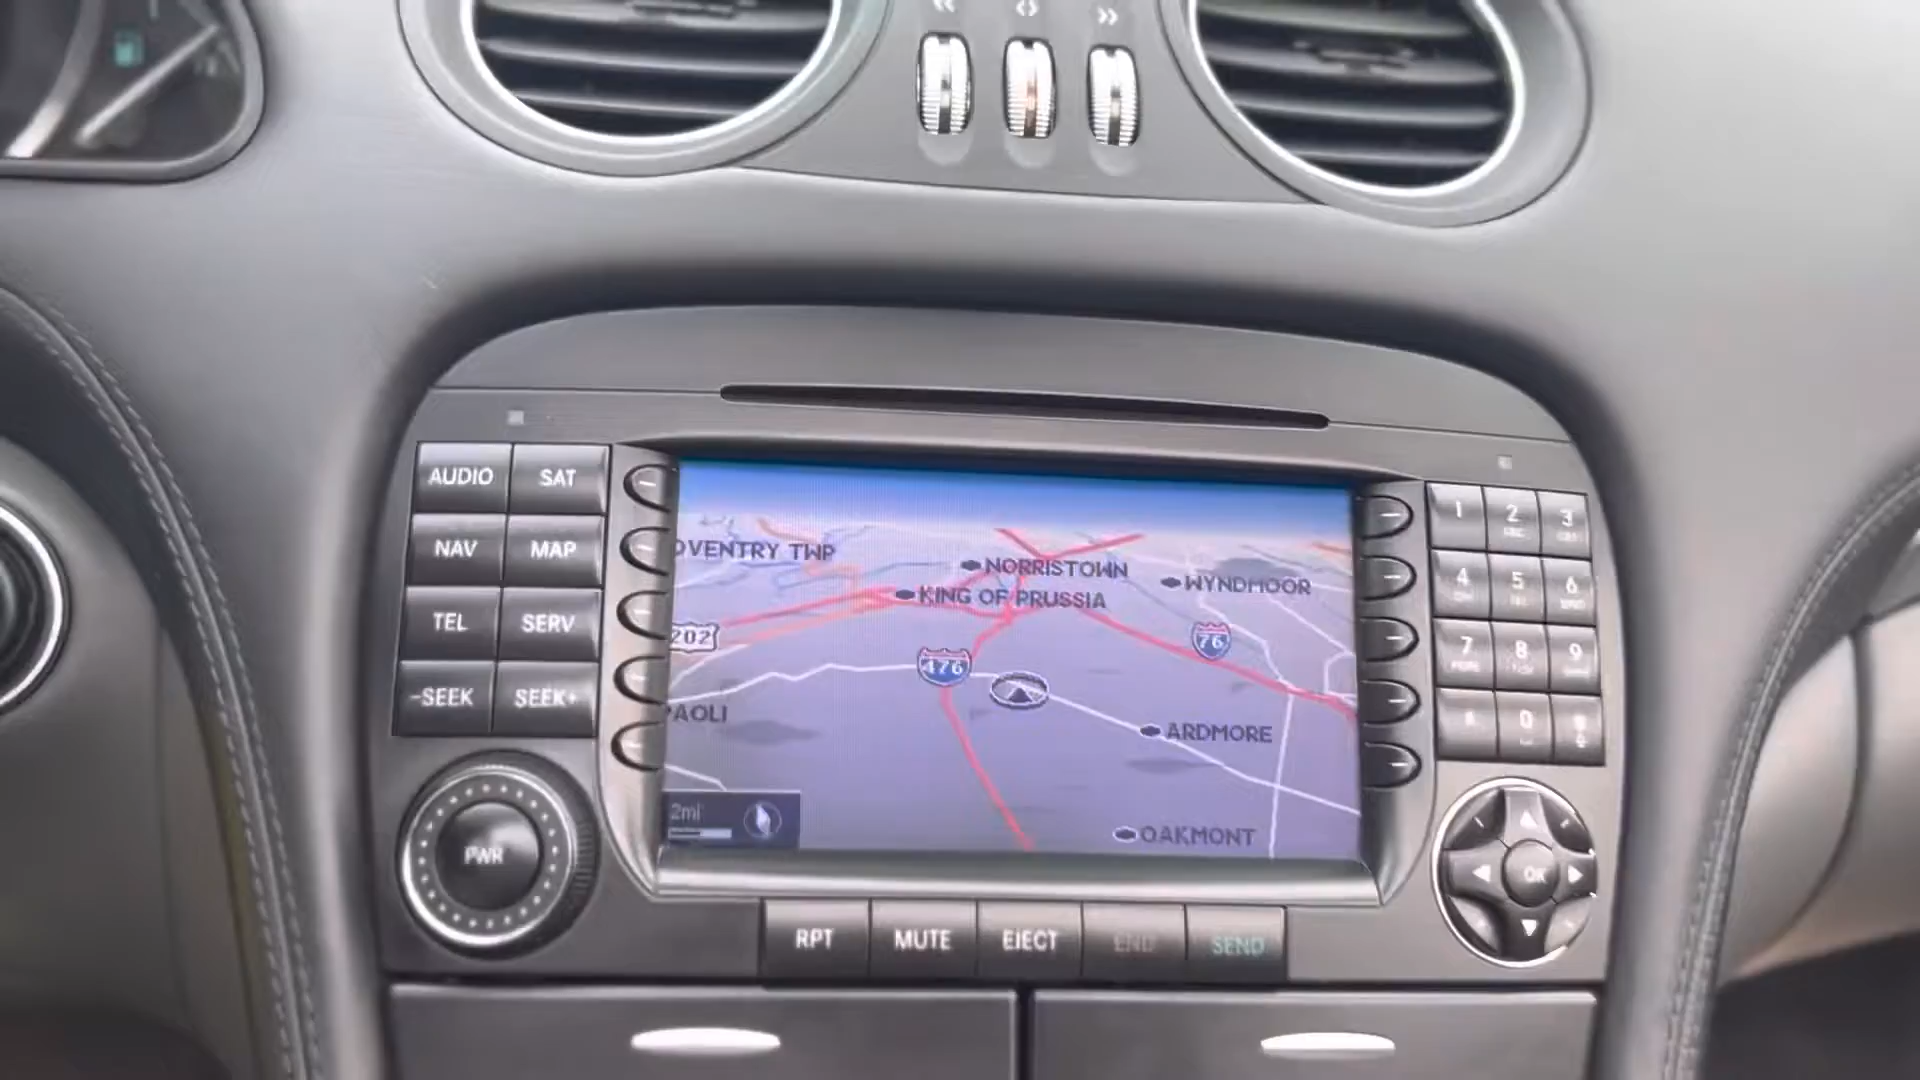 AUDIO SAT
NAV MAP
TEL SERV
-SEEK SEEK+
PWR
OVENTRY TWP
NORRISTOWN
WYNDMOOR
KING OF PRUSSIA
202
476
76
AOLI
ARDMORE
2mi
OAKMONT
1 2 3
4 5 6
7 8 9
0
OK
RPT MUTE EJECT END SEND